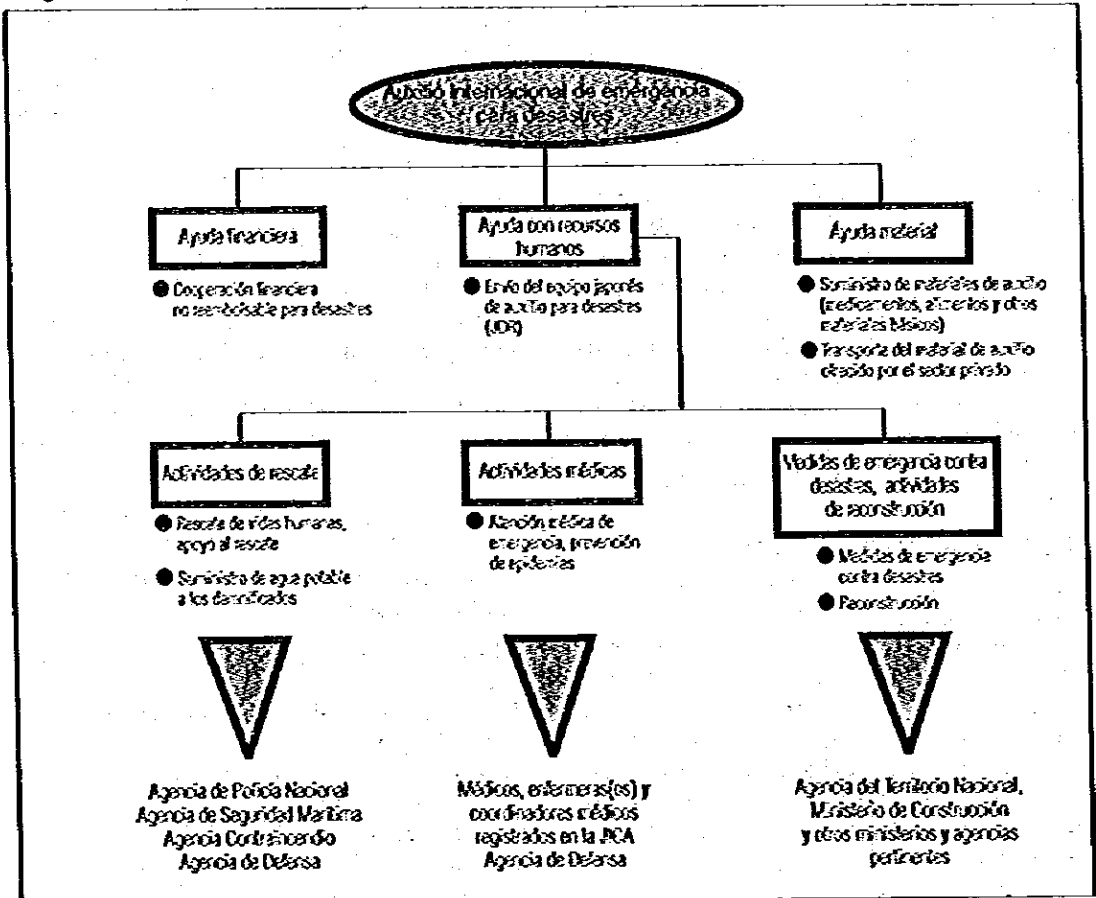 Auxilio internacional de emergencia
para desastres
Ayuda financiera
● Cooperación financiera
no reembolsable para desastres
Ayuda con recursos
humanos
● Envío del equipo japonés
de auxilio para desastres
(JDR)
Ayuda material
● Suministro de materiales de auxilio
(medicamentos, alimentos y otros
materiales básicos)
● Transporte del material de auxilio
ofrecido por el sector privado
Actividades de rescate
● Rescate de vidas humanas,
apoyo al rescate
● Suministro de agua potable
a los damnificados
Actividades médicas
● Atención médica de
emergencia, prevención
de epidemias
Medidas de emergencia contra
desastres, actividades
de reconstrucción
● Medidas de emergencia
contra desastres
● Reconstrucción
Agencia de Policía Nacional
Agencia de Seguridad Marítima
Agencia Contraincendio
Agencia de Defensa
Médicos, enfermeras(os) y
coordinadores médicos
registrados en la JICA
Agencia de Defensa
Agencia del Territorio Nacional,
Ministerio de Construcción
y otros ministerios y agencias
pertinentes